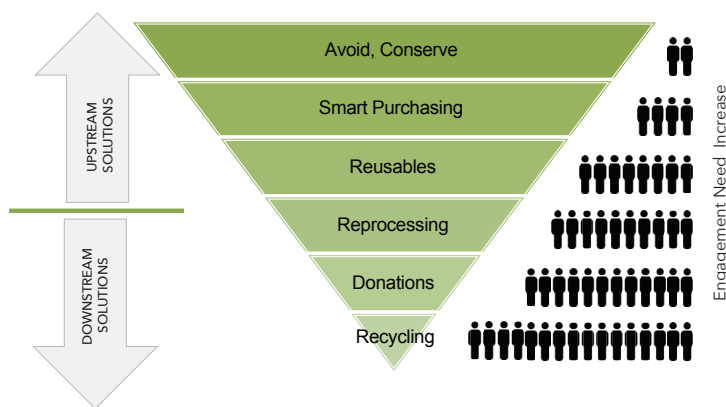 Avoid, Conserve
Smart Purchasing
Reusables
Reprocessing
Donations
Recycling
UPSTREAM
SOLUTIONS
DOWNSTREAM
SOLUTIONS
Engagement Need Increase